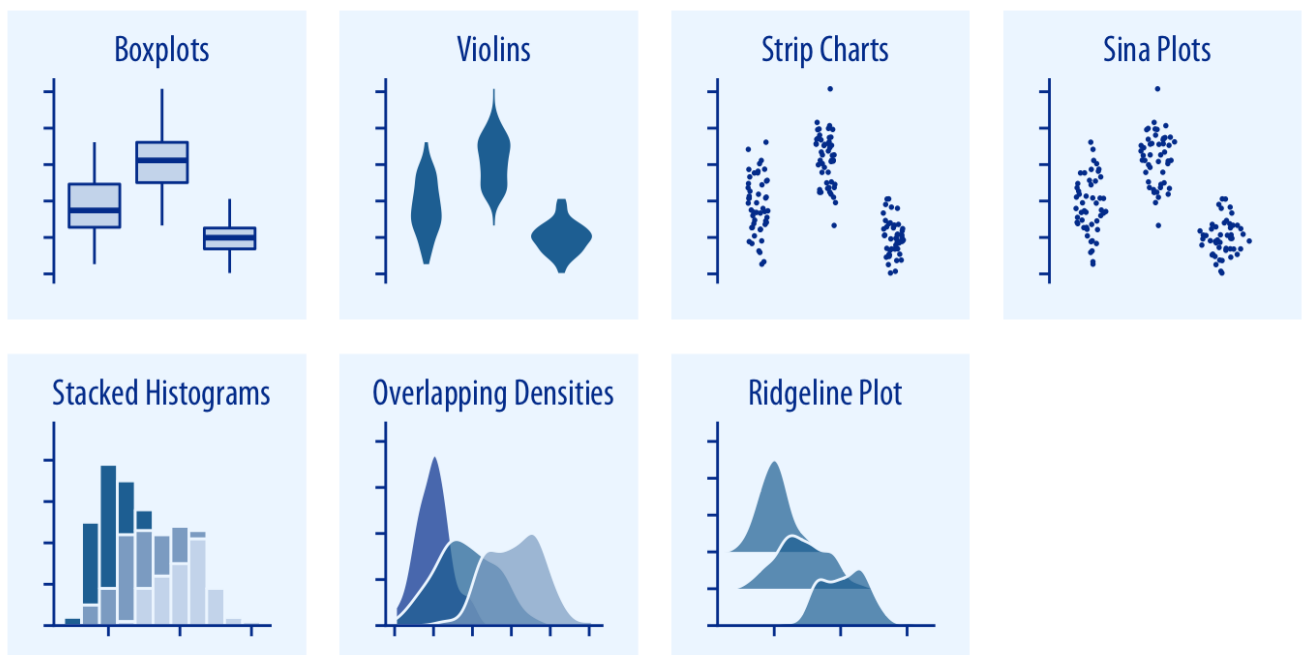 Boxplots
Violins
Strip Charts
Sina Plots
Stacked Histograms
Overlapping Densities
Ridgeline Plot